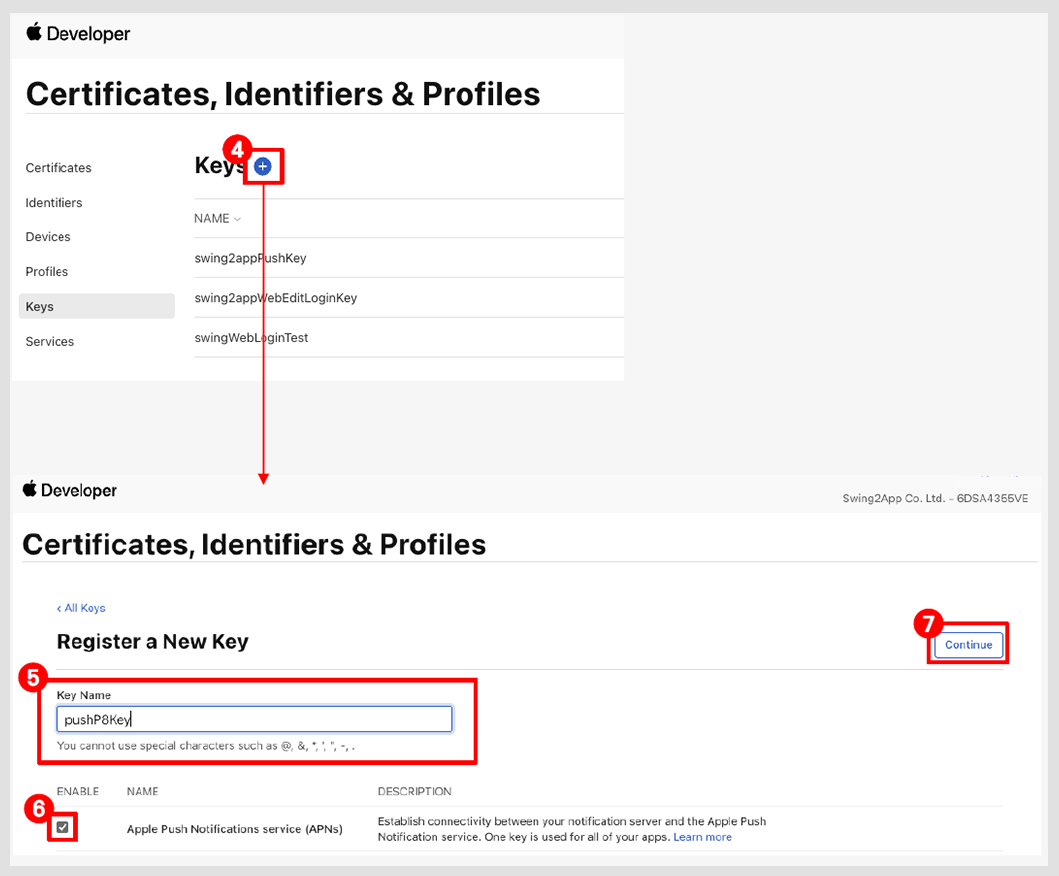 Developer
Certificates, Identifiers & Profiles
4
Keys
Certificates
Identifiers
Devices
Profiles
Keys
Services
NAME
swing2appPushKey
swing2appWebEditLoginKey
swingWebLoginTest
Developer
Swing2App Co. Ltd. - 6DSA4355VE
Certificates, Identifiers & Profiles
‹ All Keys
Register a New Key
7
Continue
5
Key Name
pushP8Key
You cannot use special characters such as @, &, *, ', ", -, .
ENABLE NAME DESCRIPTION
6
Apple Push Notifications service (APNs)
Establish connectivity between your notification server and the Apple Push
Notification service. One key is used for all of your apps. Learn more